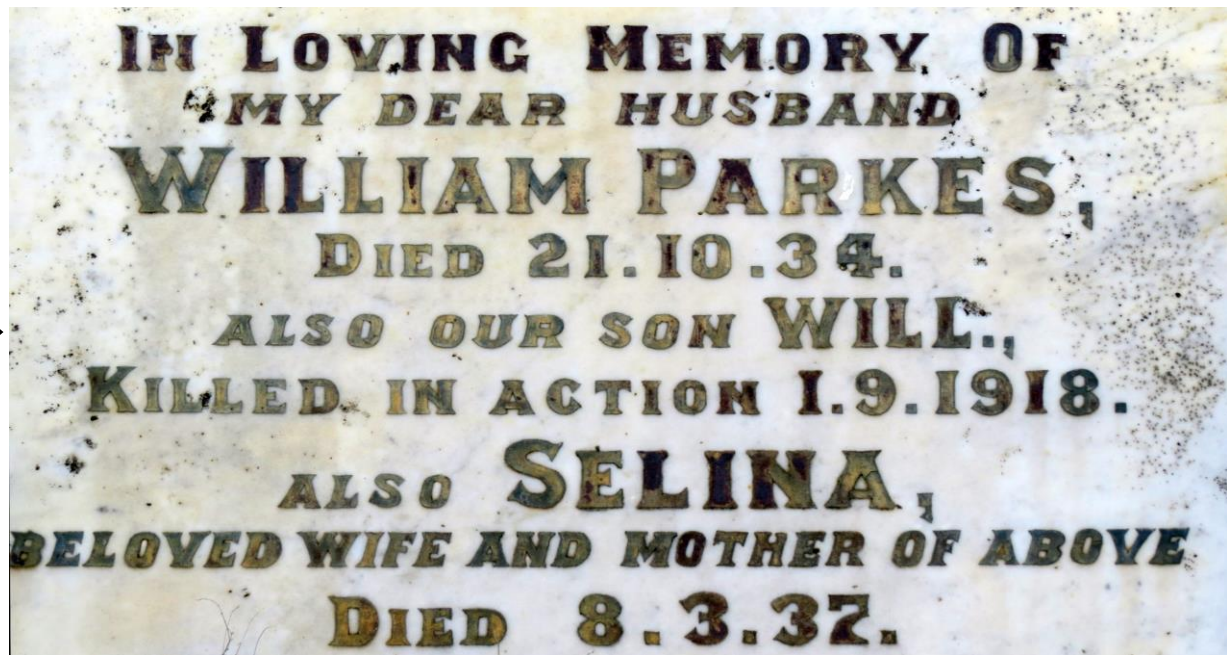 In Loving Memory Of
MY DEAR HUSBAND
WILLIAM PARKES,
DIED 21.10.34.
ALSO OUR SON WILL.,
KILLED IN ACTION 1.9.1918.
ALSO SELINA,
BELOVED WIFE AND MOTHER OF ABOVE
DIED 8.3.37.